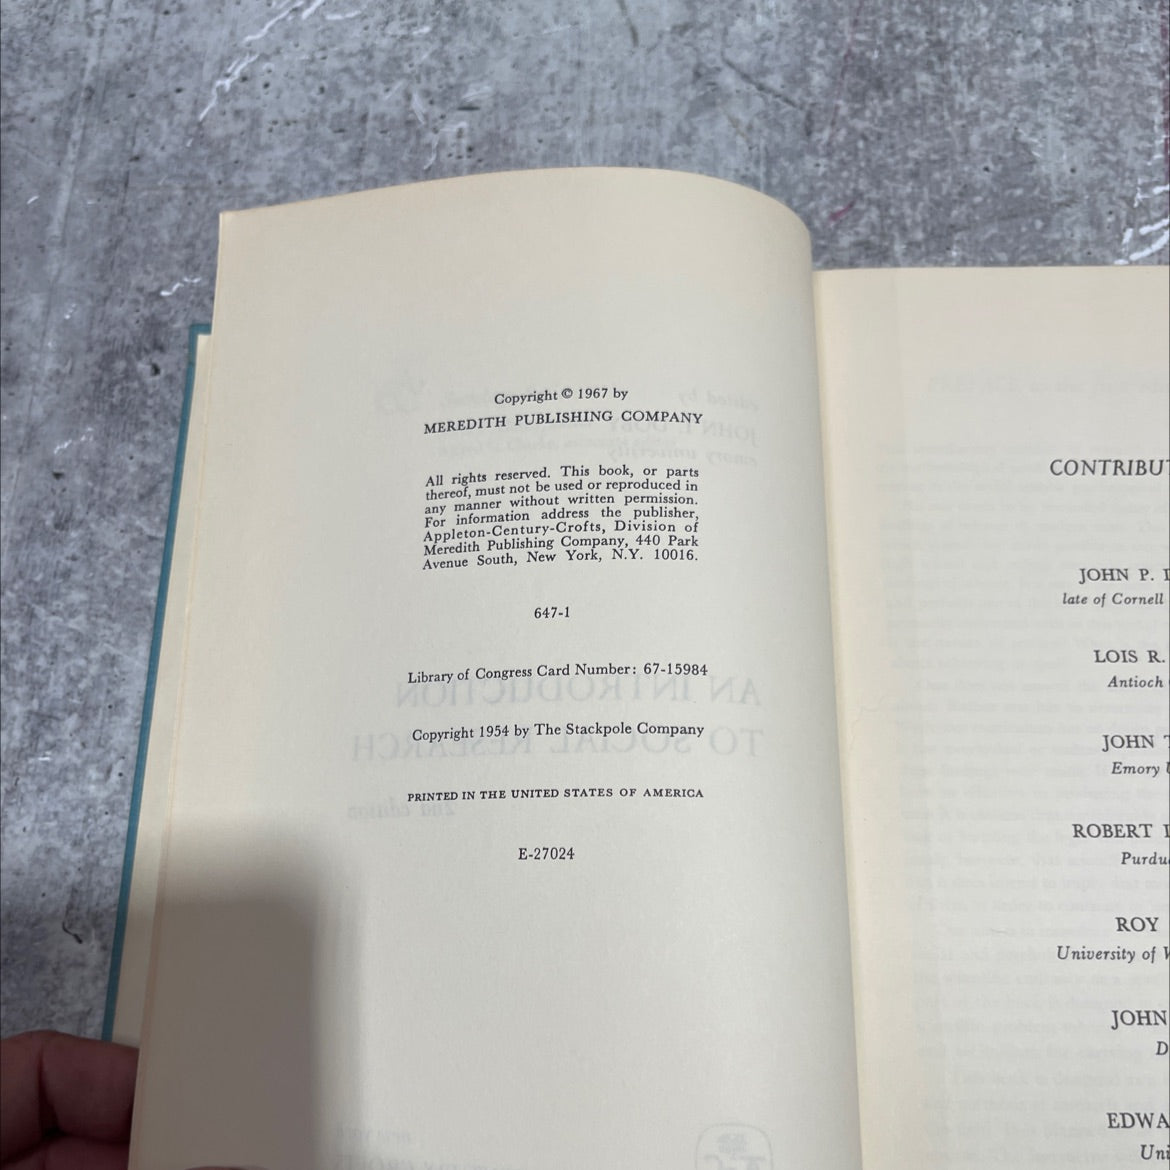 Copyright © 1967 by
MEREDITH PUBLISHING COMPANY
All rights reserved. This book, or parts
thereof, must not be used or reproduced in
any manner without written permission.
For information address the publisher,
Appleton-Century-Crofts, Division of
Meredith Publishing Company, 440 Park
Avenue South, New York, N.Y. 10016.
647-1
Library of Congress Card Number: 67-15984
Copyright 1954 by The Stackpole Company
PRINTED IN THE UNITED STATES OF AMERICA
E-27024
JOHN P.
late of Cornell
LOIS R.
Antioch
JOHN
Emory
ROBERT
ROY
University of
JOHN